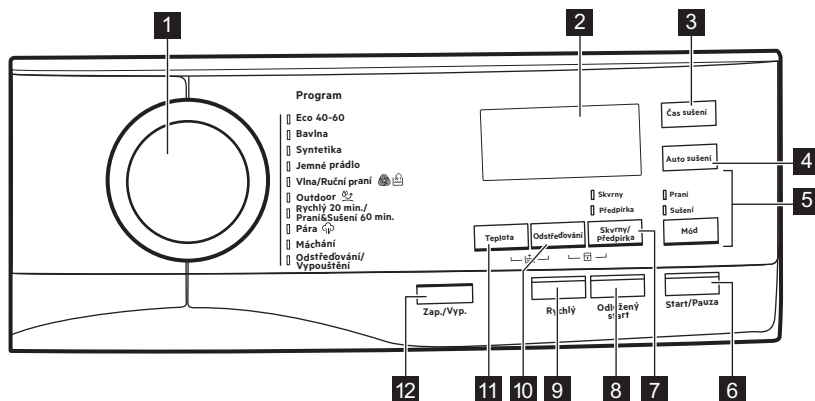 1
2
3
Program
Eco 40-60
Bavlna
Syntetika
Jemné prádlo
Vlna/Ruční praní
Outdoor
Rychlý 20 min./
Praní&Sušení 60 min.
Pára
Máchání
Odstřeďování/
Vypouštění
Čas sušení
Auto sušení
4
5
Skvrny
Předpírka
Praní
Sušení
Teplota
Odstřeďování
Skvrny/
Předpírka
Mód
Zap./Vyp.
Rychlý
Odložený
start
Start/Pauza
12
11
10
9
8
7
6